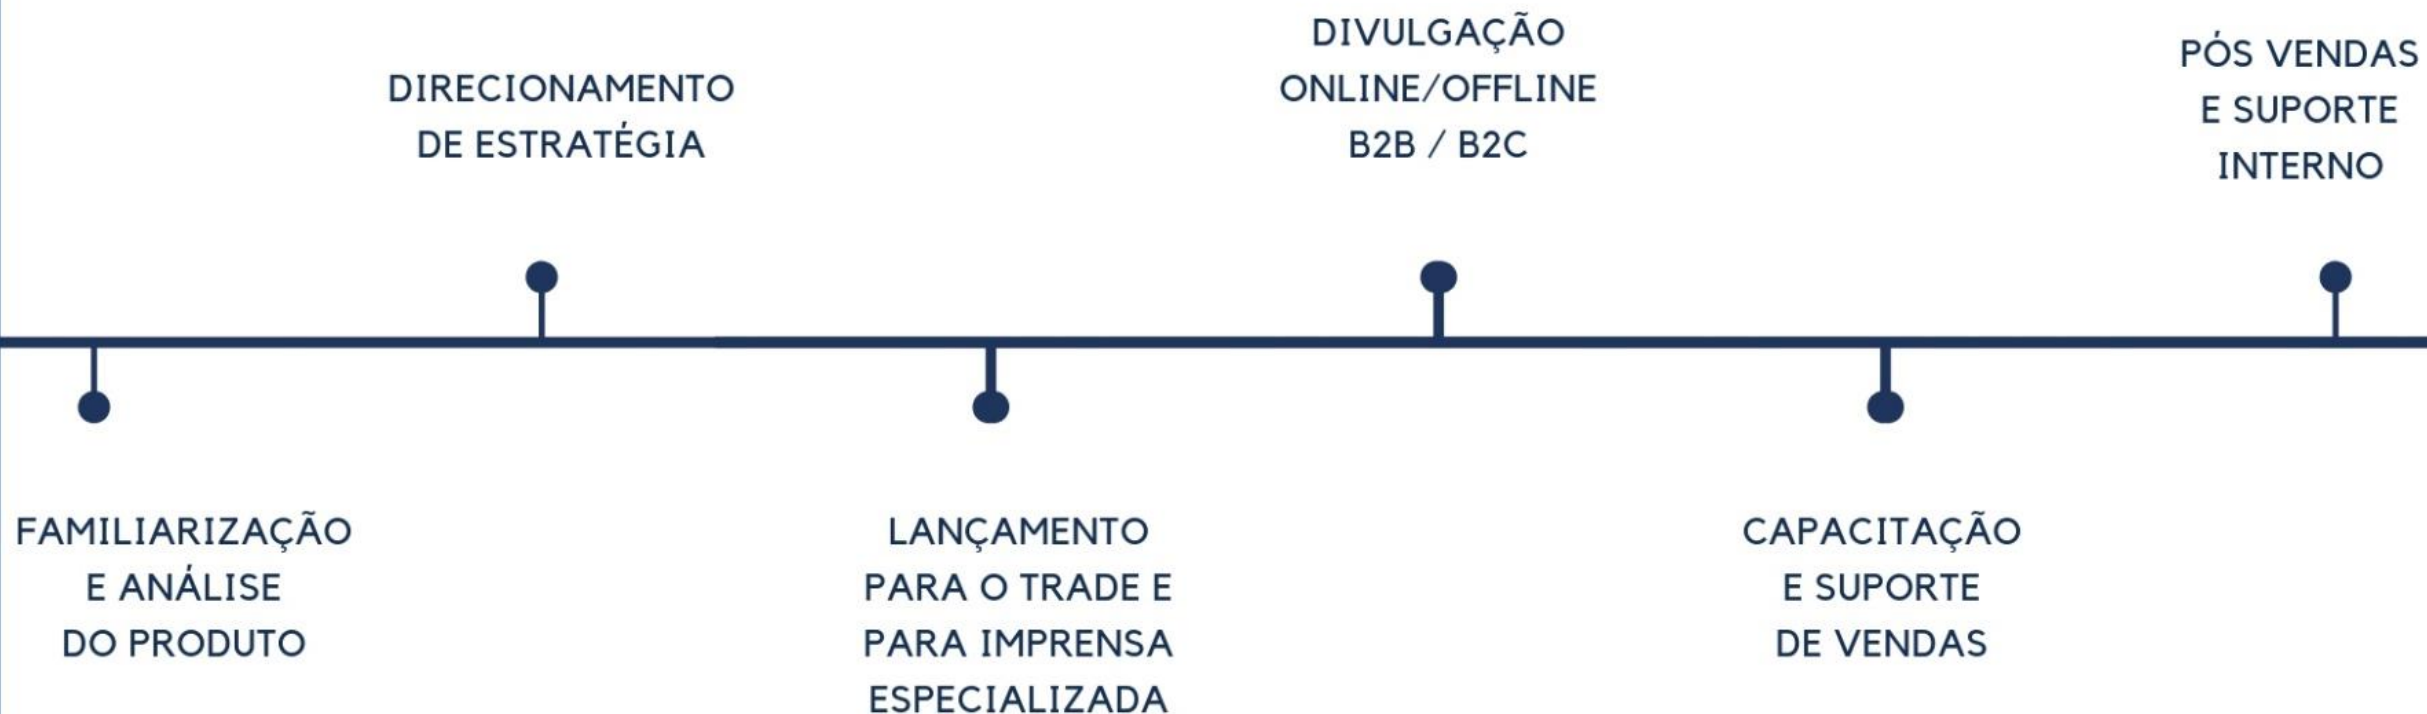 FAMILIARIZAÇÃO
E ANÁLISE
DO PRODUTO
DIRECIONAMENTO
DE ESTRATÉGIA
LANÇAMENTO
PARA O TRADE E
PARA IMPRENSA
ESPECIALIZADA
DIVULGAÇÃO
ONLINE/OFFLINE
B2B / B2C
CAPACITAÇÃO
E SUPORTE
DE VENDAS
PÓS VENDAS
E SUPORTE
INTERNO